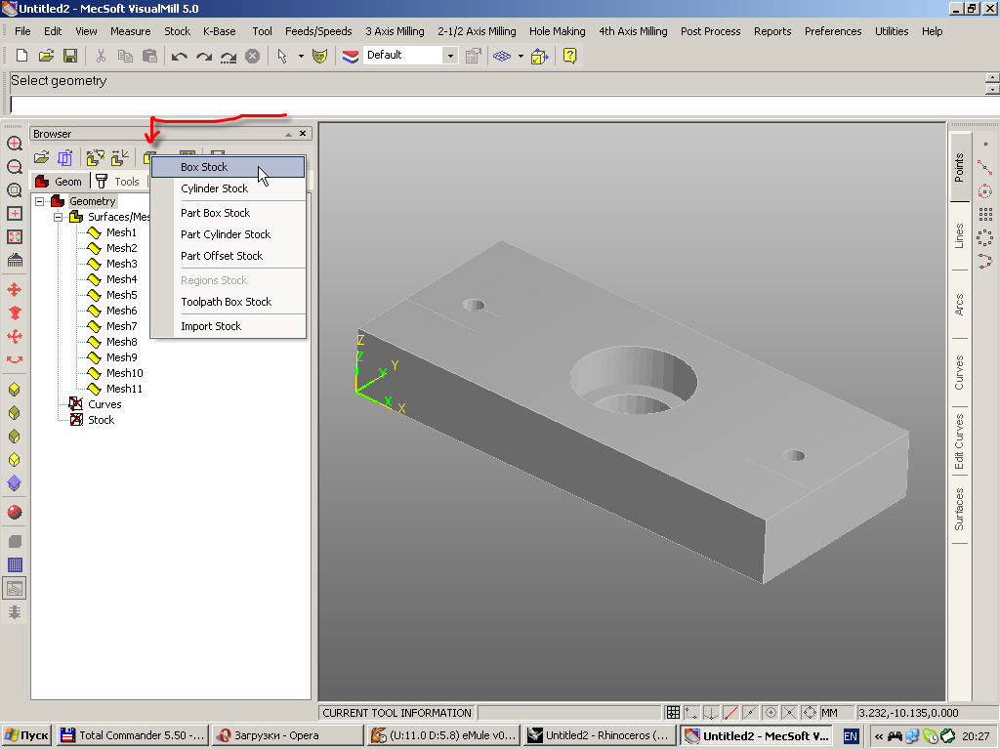 Untitled2 - MecSoft VisualMill 5.0
File Edit View Measure Stock K-Base Tool Feeds/Speeds 3 Axis Milling 2-1/2 Axis Milling Hole Making 4th Axis Milling Post Process Reports Preferences Utilities Help
Default
Select geometry
Browser
Geom Tools
Geometry
Surfaces/Mes
Mesh1
Mesh2
Mesh3
Mesh4
Mesh5
Mesh6
Mesh7
Mesh8
Mesh9
Mesh10
Mesh11
Curves
Stock
Box Stock
Cylinder Stock
Part Box Stock
Part Cylinder Stock
Part Offset Stock
Regions Stock
Toolpath Box Stock
Import Stock
Z
Z
Y
Y
X
X
Points
Lines
Arcs
Curves
Edit Curves
Surfaces
CURRENT TOOL INFORMATION
MM
3.232,-10.135,0.000
Пуск
Total Commander 5.50 -...
Загрузки - Opera
(U:11.0 D:5.8) eMule v0...
Untitled2 - Rhinoceros (...
Untitled2 - MecSoft V...
EN
«
20:27